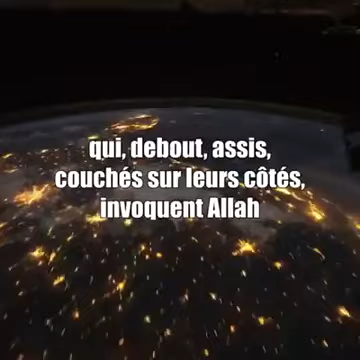 qui, debout, assis,
couchés sur leurs côtés,
invoquent Allah